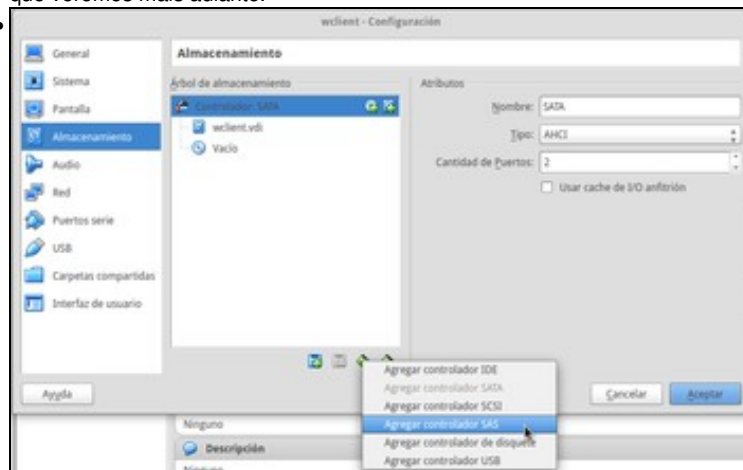 que veremos máis adiante.
wclient - Configuración
General
Sistema
Pantalla
Almacenamiento
Audio
Red
Puertos serie
USB
Carpetas compartidas
Interfaz de usuario
Almacenamiento
Árbol de almacenamiento
Controlador: SATA
wclient.vdi
Vacío
Atributos
Nombre: SATA
Tipo: AHCI
Cantidad de Puertos: 2
Usar cache de I/O anfitrión
Agregar controlador IDE
Agregar controlador SATA
Agregar controlador SCSI
Agregar controlador SAS
Agregar controlador de disquete
Agregar controlador USB
Ayuda
Cancelar
Aceptar
Ninguno
Descripción
Ninguno